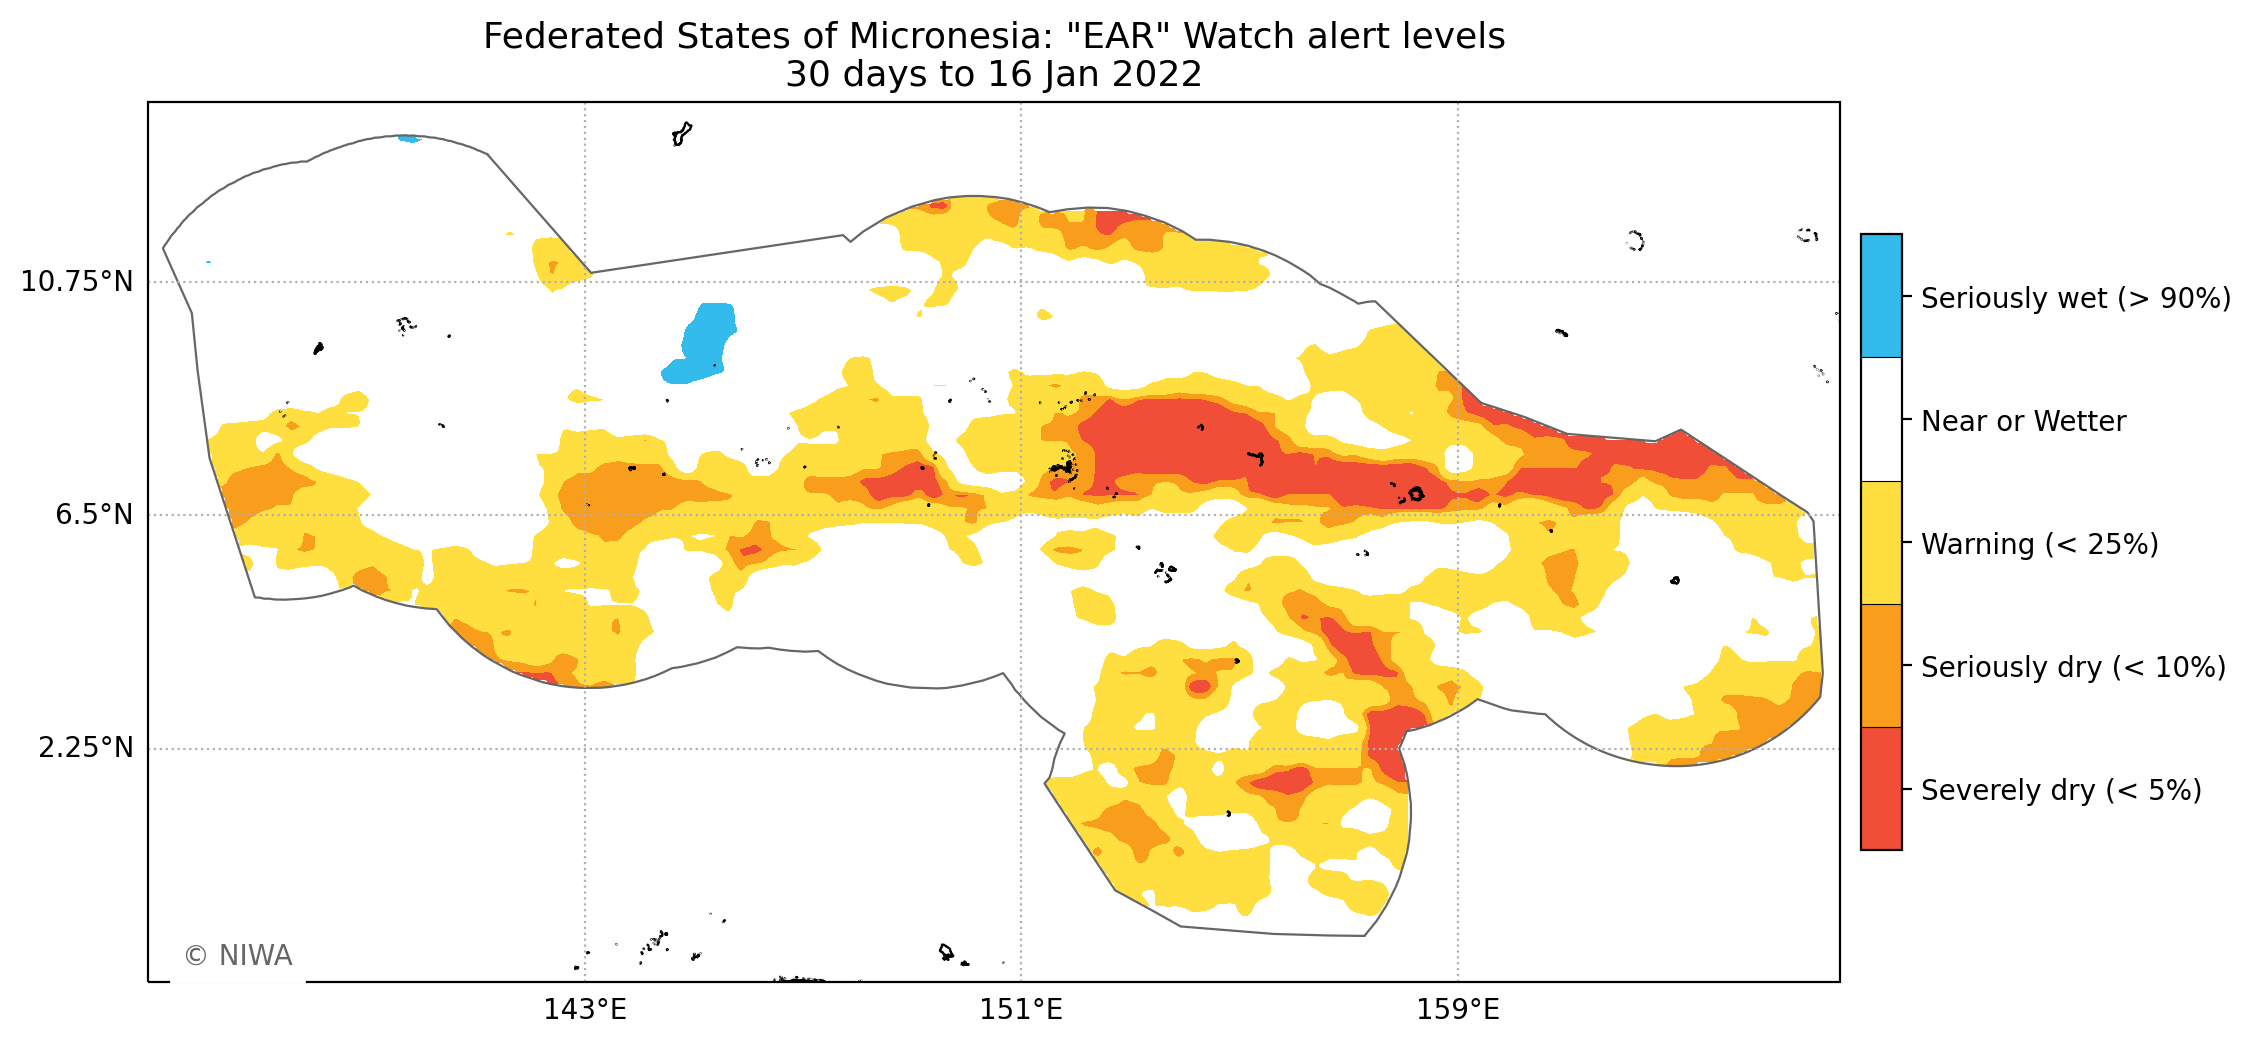 Federated States of Micronesia: "EAR" Watch alert levels
30 days to 16 Jan 2022
10.75°N
6.5°N
2.25°N
143°E
151°E
159°E
© NIWA
Seriously wet (> 90%)
Near or Wetter
Warning (< 25%)
Seriously dry (< 10%)
Severely dry (< 5%)